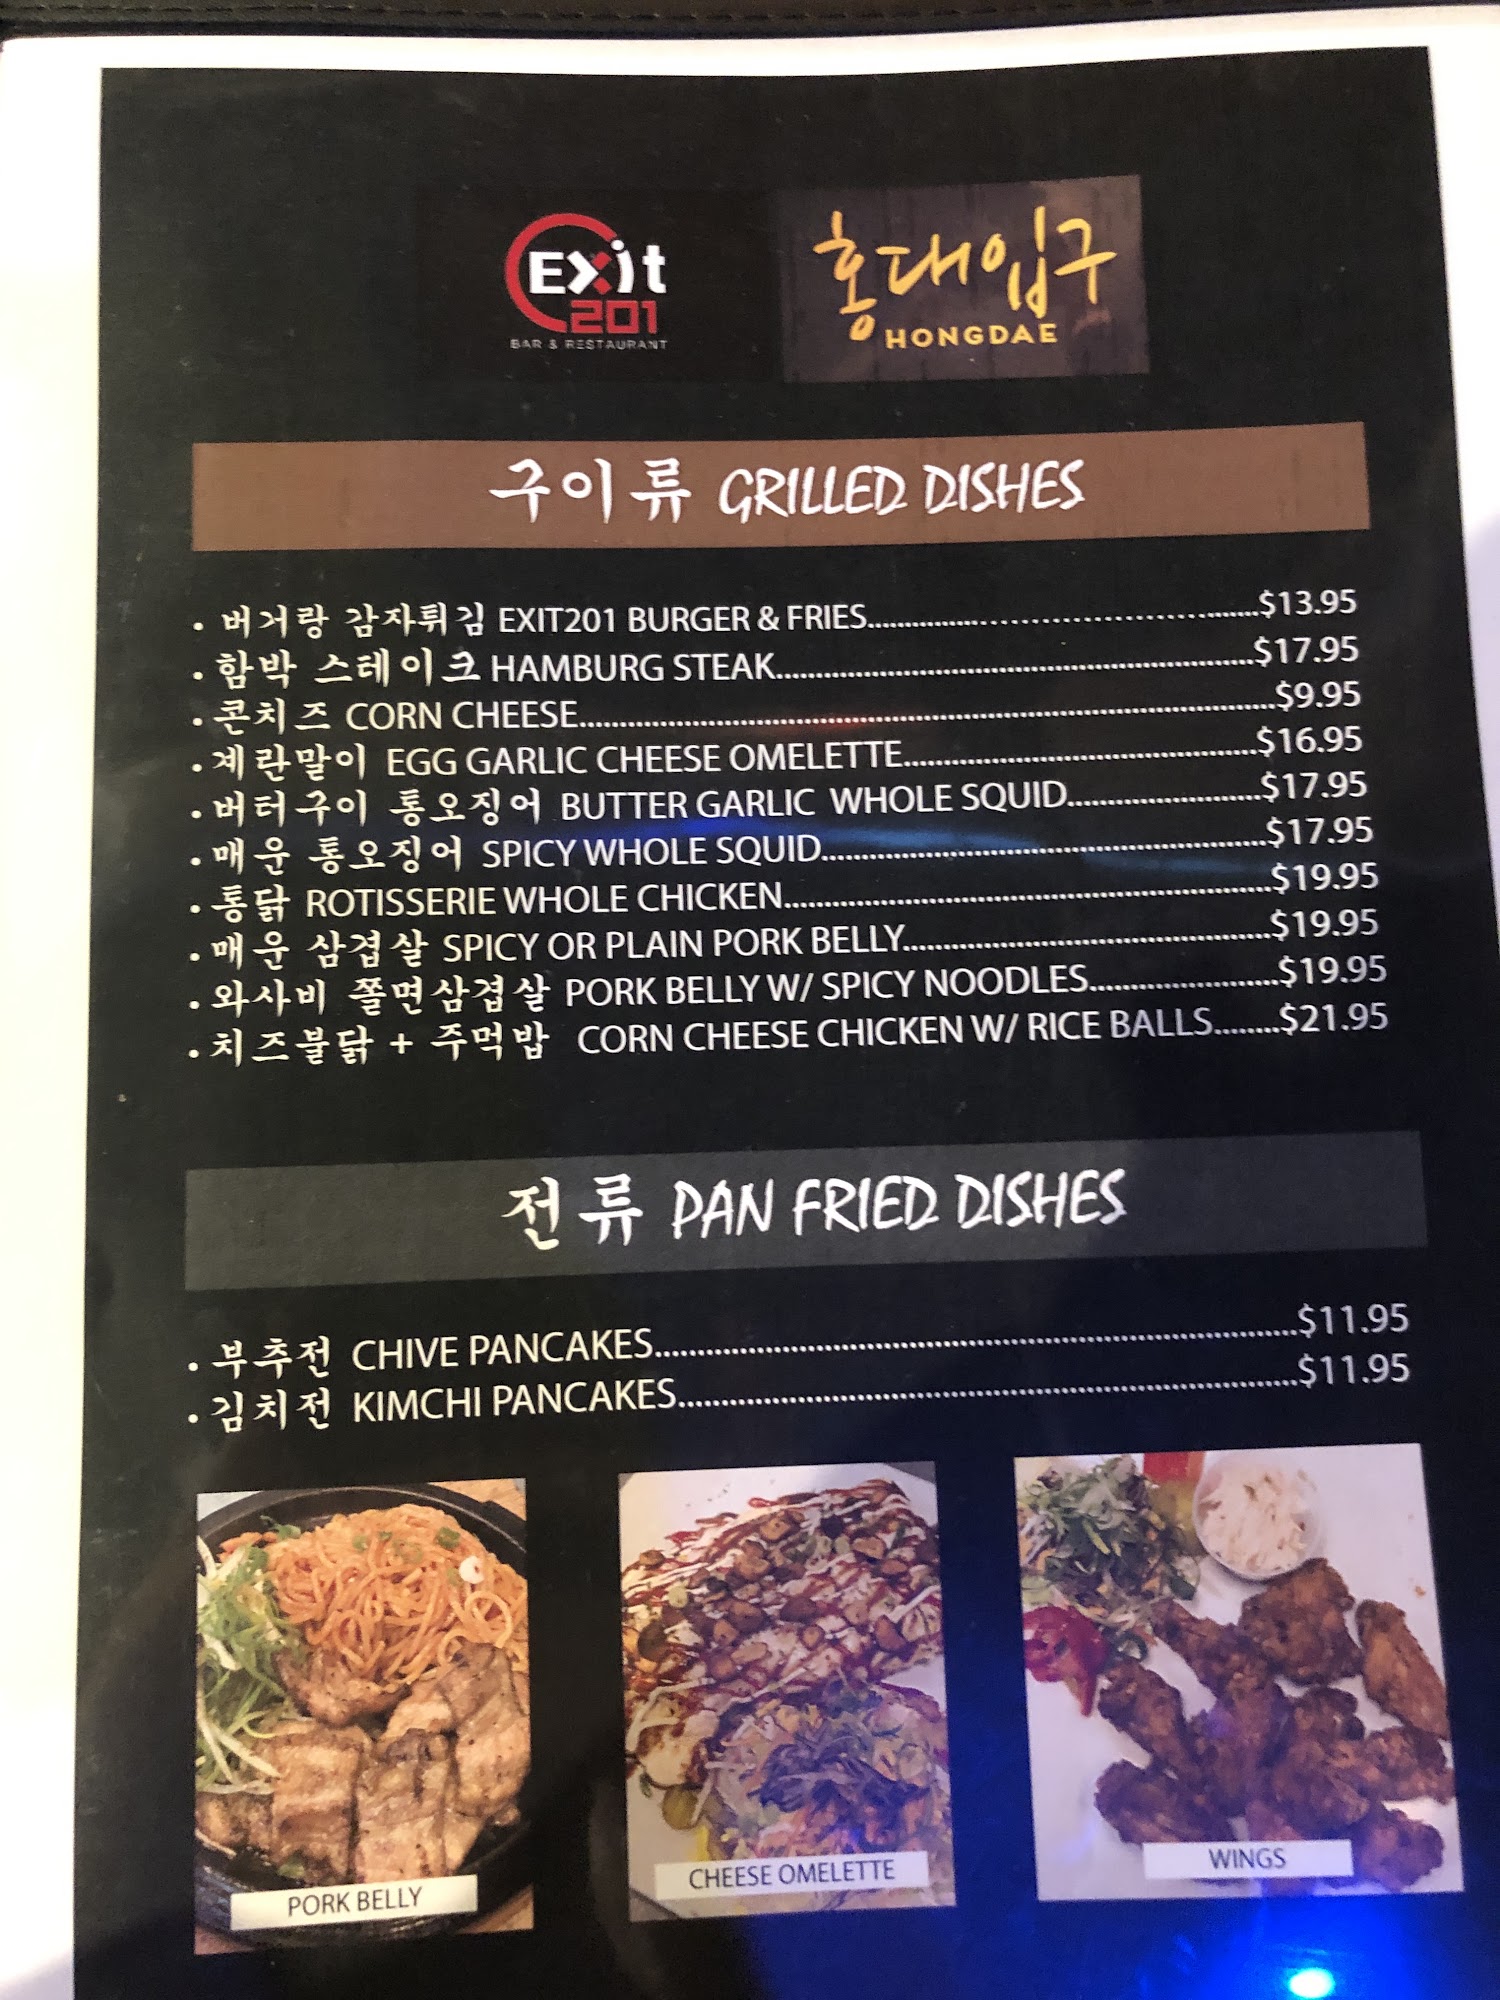 Exit
201
BAR & RESTAURANT
홍대입구
HONGDAE
구이류 GRILLED DISHES
• 버거랑 감자튀김 EXIT201 BURGER & FRIES........................................$13.95
• 함박 스테이크 HAMBURG STEAK........................................$17.95
• 콘치즈 CORN CHEESE........................................$9.95
• 계란말이 EGG GARLIC CHEESE OMELETTE........................................$16.95
• 버터구이 통오징어 BUTTER GARLIC WHOLE SQUID........................$17.95
• 매운 통오징어 SPICY WHOLE SQUID........................................$17.95
• 통닭 ROTISSERIE WHOLE CHICKEN........................................$19.95
• 매운 삼겹살 SPICY OR PLAIN PORK BELLY........................................$19.95
• 와사비 쫄면삼겹살 PORK BELLY W/ SPICY NOODLES........................$19.95
• 치즈불닭 + 주먹밥 CORN CHEESE CHICKEN W/ RICE BALLS........$21.95
전류 PAN FRIED DISHES
• 부추전 CHIVE PANCAKES........................................$11.95
• 김치전 KIMCHI PANCAKES........................................$11.95
PORK BELLY
CHEESE OMELETTE
WINGS